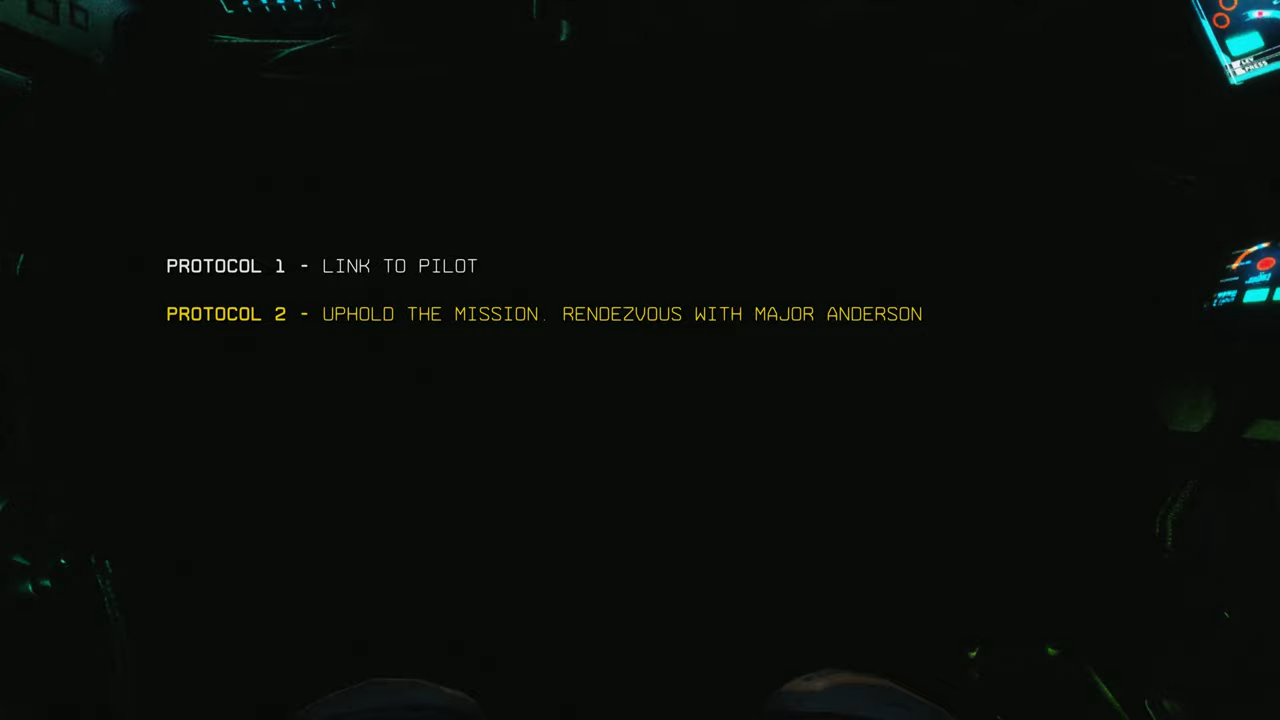 PROTOCOL 1 - LINK TO PILOT
PROTOCOL 2 - UPHOLD THE MISSION. RENDEZVOUS WITH MAJOR ANDERSON